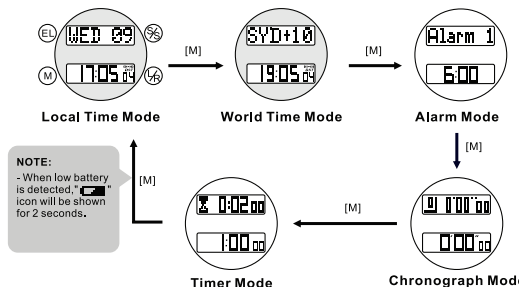 EL
WED 09
S/S
M
17:05 04
L/R
Local Time Mode
[M]
SYD+10
19:05 04
World Time Mode
[M]
Alarm 1
6:00
Alarm Mode
[M]
NOTE:
- When low battery
is detected,"
"
icon will be shown
for 2 seconds.
[M]
0:02 00
1:00 00
Timer Mode
[M]
0'00"00
0'00"00
Chronograph Mode